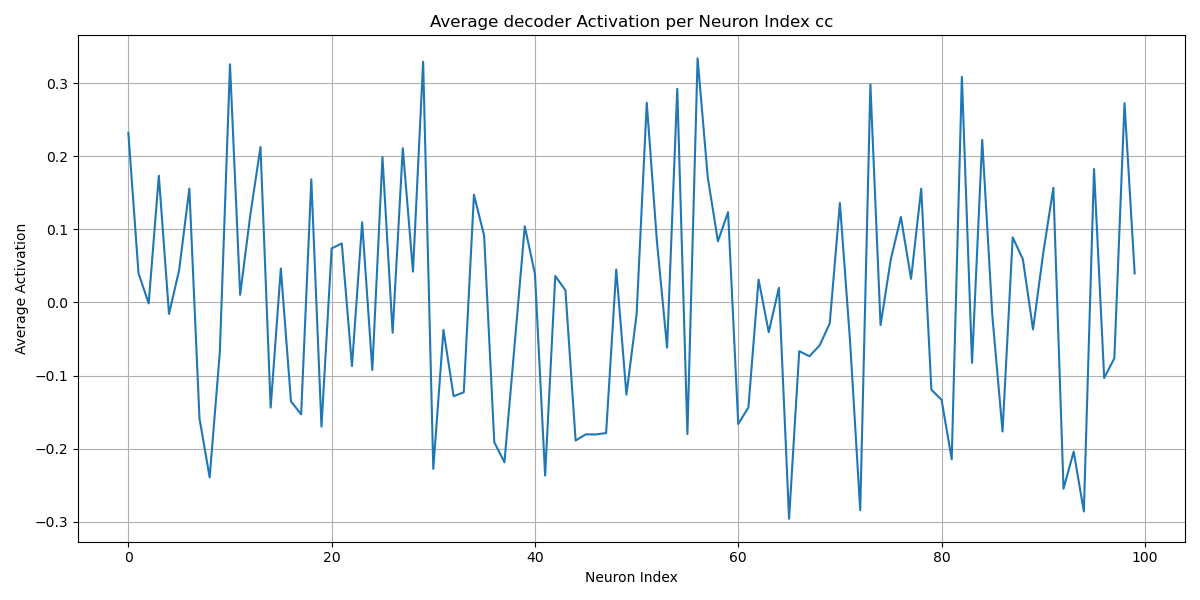 Average decoder Activation per Neuron Index cc
0.3
0.2
0.1
0.0
−0.1
−0.2
−0.3
Average Activation
0 20 40 60 80 100
Neuron Index